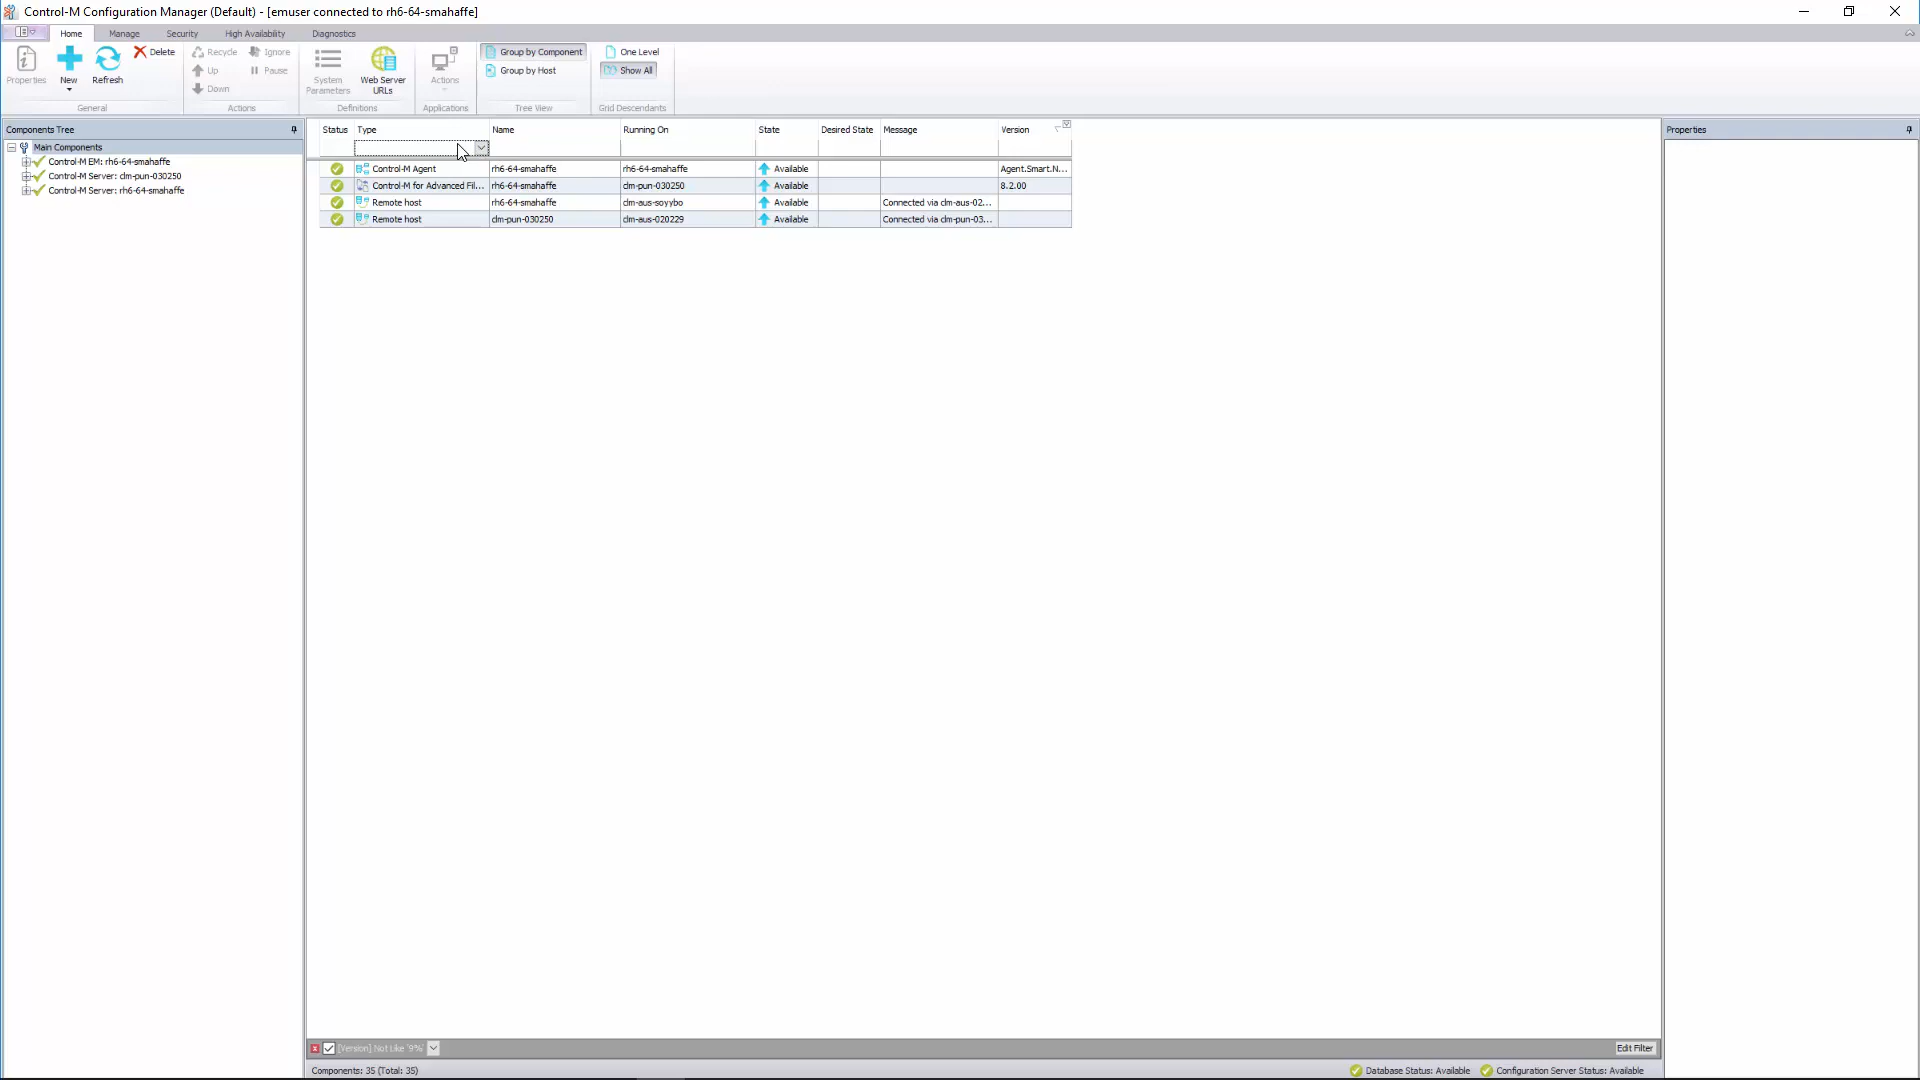 Control-M Configuration Manager (Default) - [emuser connected to rh6-64-smahaffe]
Home Manage Security High Availability Diagnostics
Properties New Refresh Delete Recycle Up Down Ignore Pause System Parameters Web Server URLs Actions Group by Component Group by Host One Level Show All
General Actions Definitions Applications Tree View Grid Descendants
Components Tree
Main Components
Control-M EM: rh6-64-smahaffe
Control-M Server: clm-pun-030250
Control-M Server: rh6-64-smahaffe
Status Type Name Running On State Desired State Message Version
Control-M Agent rh6-64-smahaffe rh6-64-smahaffe Available Agent.Smart.N...
Control-M for Advanced Fil... rh6-64-smahaffe clm-pun-030250 Available 8.2.00
Remote host rh6-64-smahaffe clm-aus-soyybo Available Connected via clm-aus-02...
Remote host clm-pun-030250 clm-aus-020229 Available Connected via clm-pun-03...
Properties
[Version] Not Like '9%' Edit Filter
Components: 35 (Total: 35) Database Status: Available Configuration Server Status: Available